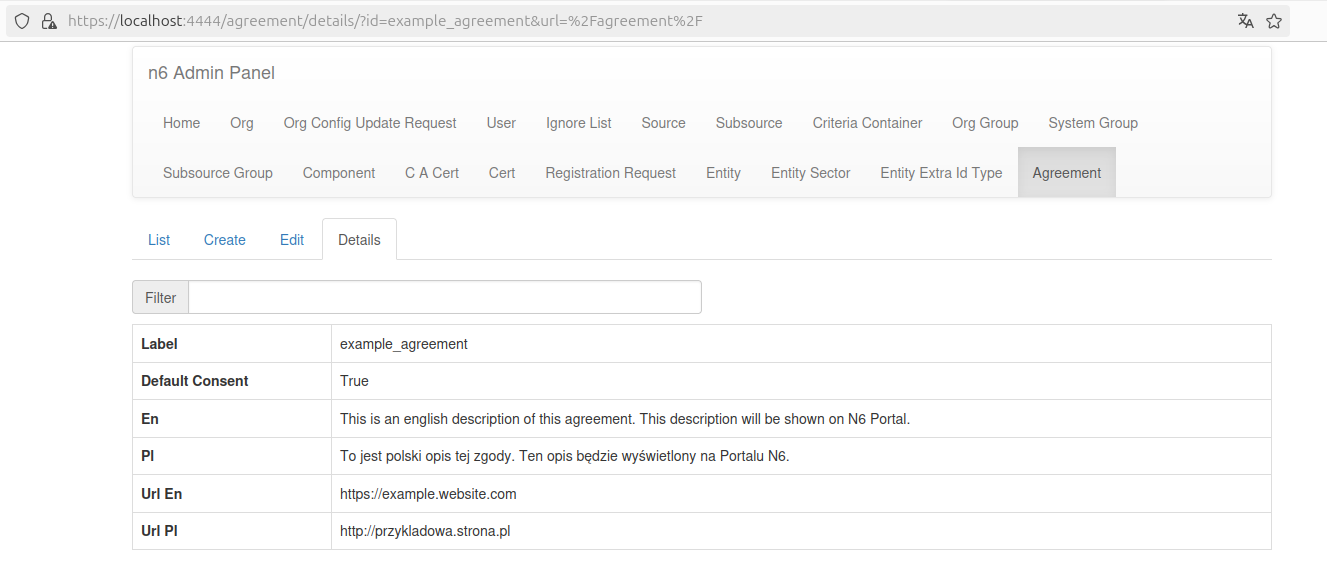 https://localhost:4444/agreement/details/?id=example_agreement&url=%2Fagreement%2F
n6 Admin Panel
Home Org Org Config Update Request User Ignore List Source Subsource Criteria Container Org Group System Group
Subsource Group Component C A Cert Cert Registration Request Entity Entity Sector Entity Extra Id Type Agreement
List Create Edit Details
Filter
Label example_agreement
Default Consent True
En This is an english description of this agreement. This description will be shown on N6 Portal.
Pl To jest polski opis tej zgody. Ten opis będzie wyświetlony na Portalu N6.
Url En https://example.website.com
Url Pl http://przykladowa.strona.pl